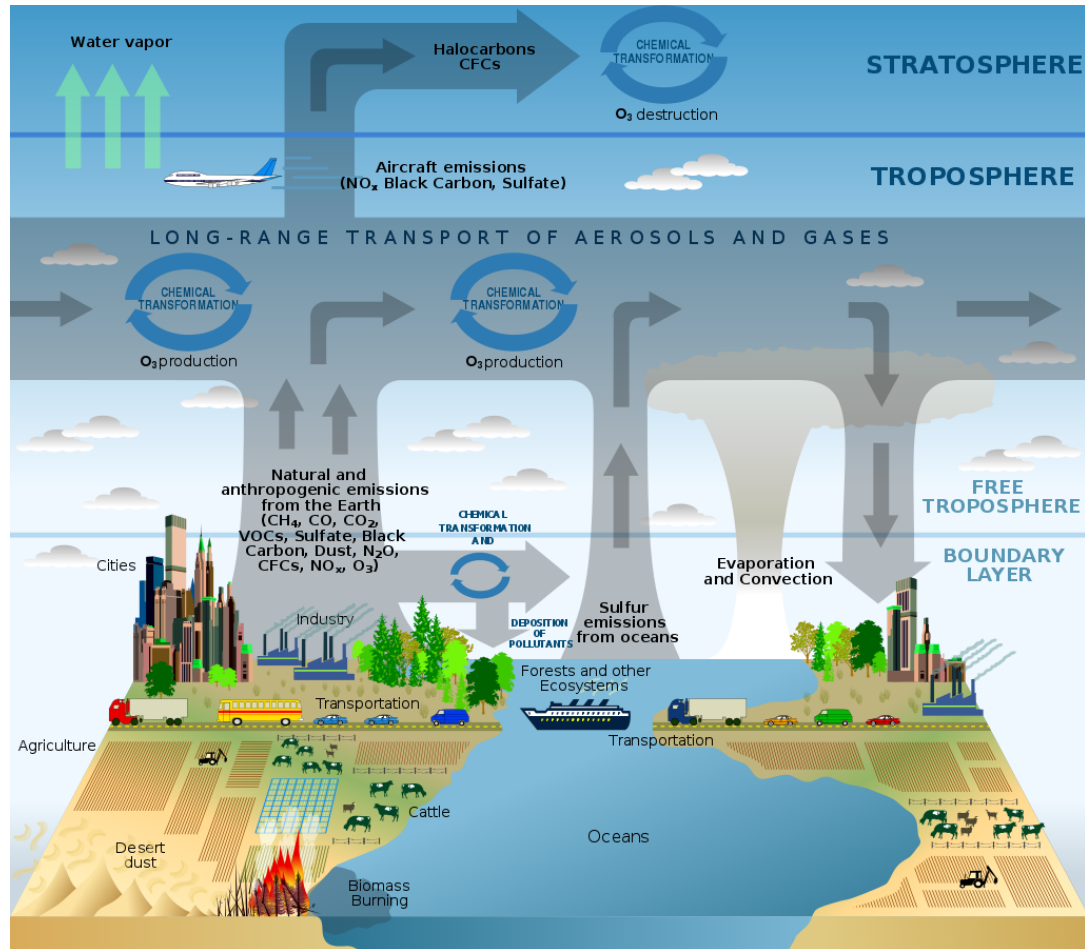 Water vapor
Halocarbons
CFCs
CHEMICAL
TRANSFORMATION
O₃ destruction
STRATOSPHERE
Aircraft emissions
(NOₓ Black Carbon, Sulfate)
TROPOSPHERE
LONG-RANGE TRANSPORT OF AEROSOLS AND GASES
CHEMICAL
TRANSFORMATION
O₃ production
CHEMICAL
TRANSFORMATION
O₃ production
Natural and
anthropogenic emissions
from the Earth
(CH₄, CO, CO₂,
VOCs, Sulfate, Black
Carbon, Dust, N₂O,
CFCs, NOₓ, O₃)
CHEMICAL
TRANSFORMATION
AND
DEPOSITION
OF
POLLUTANTS
FREE
TROPOSPHERE
BOUNDARY
LAYER
Evaporation
and Convection
Sulfur
emissions
from oceans
Cities
Industry
Forests and other
Ecosystems
Transportation
Transportation
Agriculture
Cattle
Oceans
Desert
dust
Biomass
Burning